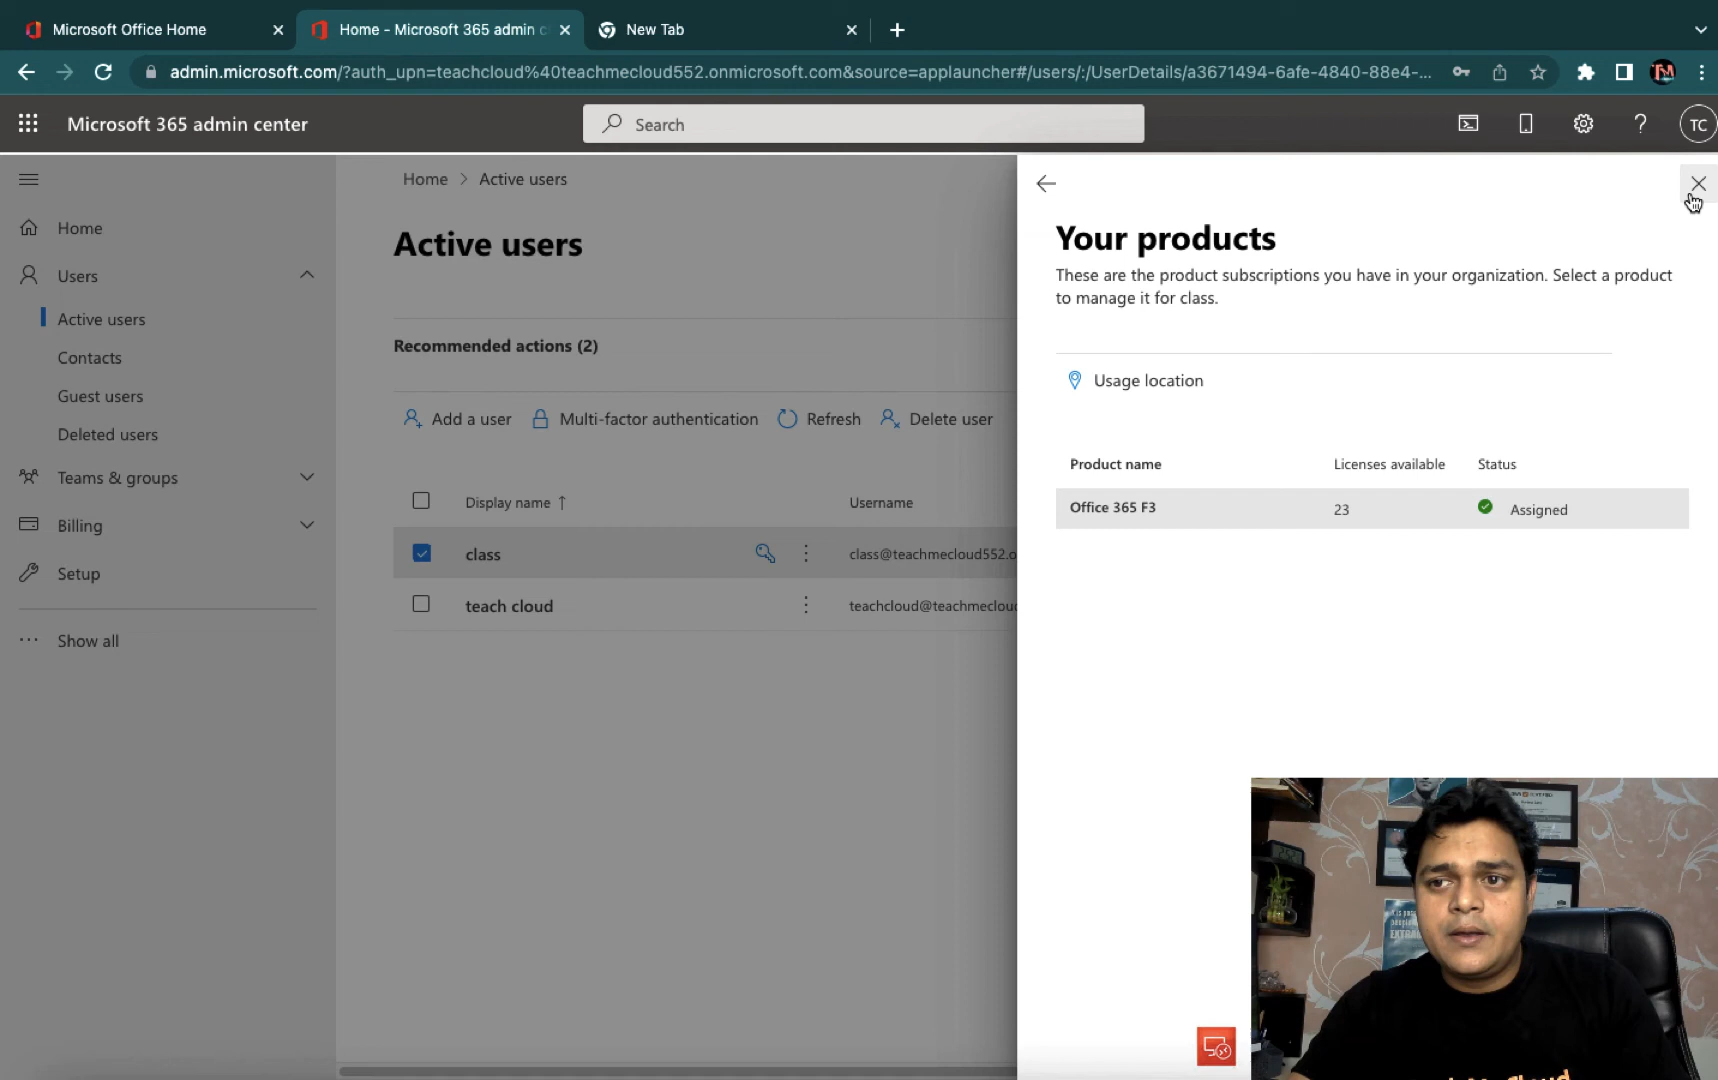 Microsoft Office Home
Home - Microsoft 365 admin c
New Tab
admin.microsoft.com/?auth_upn=teachcloud%40teachmecloud552.onmicrosoft.com&source=applauncher#/users/:/UserDetails/a3671494-6afe-4840-88e4-...
Microsoft 365 admin center
Search
TC
Home
Users
Active users
Contacts
Guest users
Deleted users
Teams & groups
Billing
Setup
Show all
Home > Active users
Active users
Recommended actions (2)
Add a user
Multi-factor authentication
Refresh
Delete user
Display name ↑
Username
class
class@teachmecloud552.o
teach cloud
teachcloud@teachmeclou
Your products
These are the product subscriptions you have in your organization. Select a product
to manage it for class.
Usage location
Product name
Licenses available
Status
Office 365 F3
23
Assigned